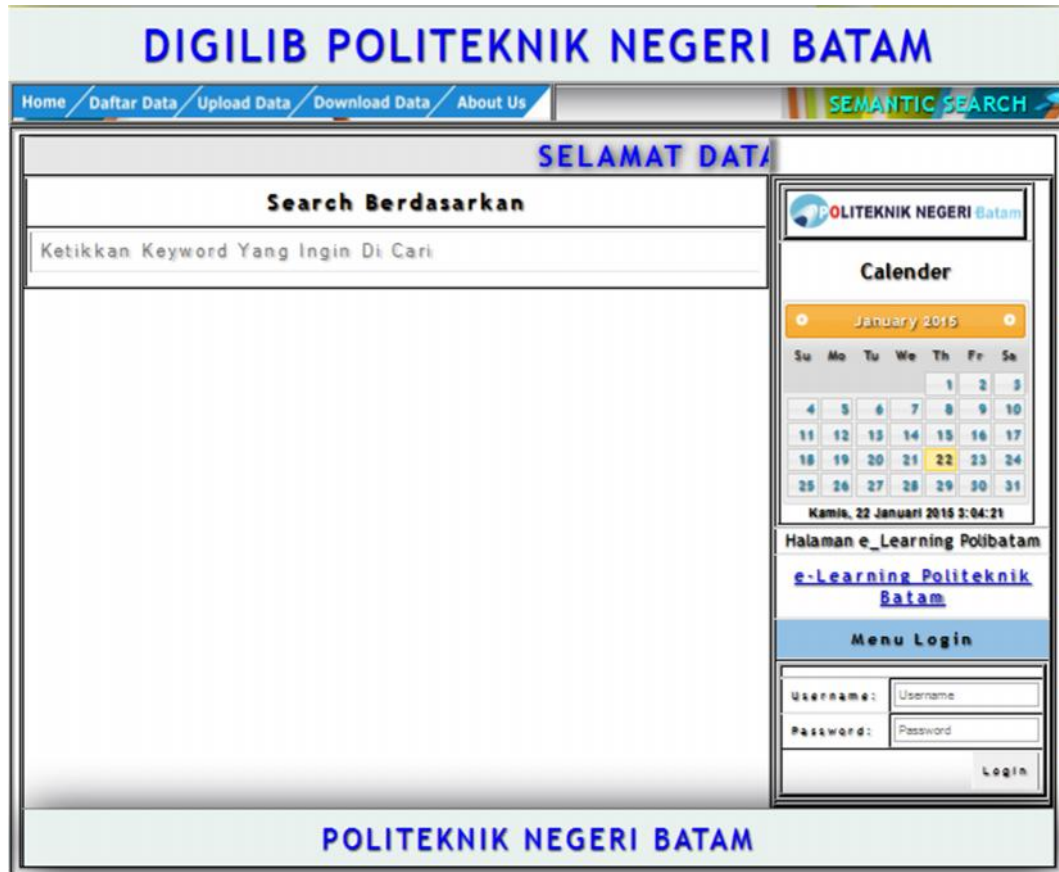 DIGILIB POLITEKNIK NEGERI BATAM
Home Daftar Data Upload Data Download Data About Us
SEMANTIC SEARCH
SELAMAT DATA
Search Berdasarkan
Ketikkan Keyword Yang Ingin Di Cari
POLITEKNIK NEGERI Batam
Calender
January 2015
Su Mo Tu We Th Fr Sa
1 2 3
4 5 6 7 8 9 10
11 12 13 14 15 16 17
18 19 20 21 22 23 24
25 26 27 28 29 30 31
Kamis, 22 Januari 2015 3:04:21
Halaman e_Learning Polibatam
e-Learning Politeknik
Batam
Menu Login
Username: Username
Password: Password
Login
POLITEKNIK NEGERI BATAM